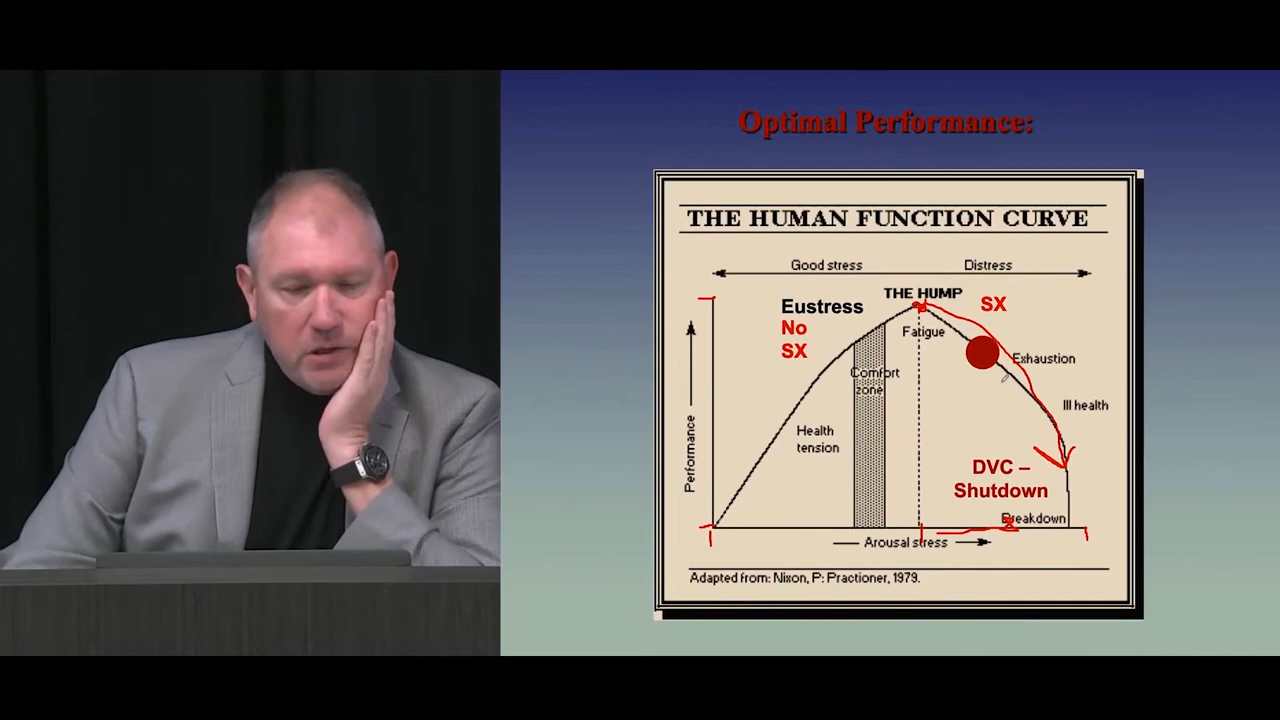 Optimal Performance:
THE HUMAN FUNCTION CURVE
Good stress
Distress
THE HUMP
Eustress
No
SX
SX
Fatigue
Exhaustion
Comfort
zone
Ill health
Health
tension
Performance
DVC –
Shutdown
Breakdown
Arousal stress
Adapted from: Nixon, P: Practioner, 1979.